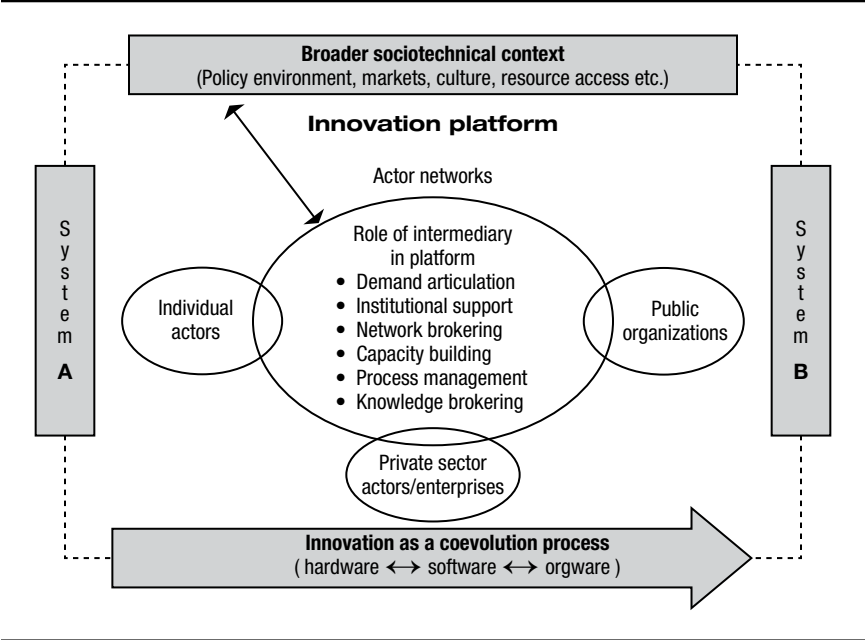 Broader sociotechnical context
(Policy environment, markets, culture, resource access etc.)
Innovation platform
Actor networks
System A
Role of intermediary
in platform
• Demand articulation
• Institutional support
• Network brokering
• Capacity building
• Process management
• Knowledge brokering
Individual
actors
Public
organizations
System B
Private sector
actors/enterprises
Innovation as a coevolution process
( hardware ↔ software ↔ orgware )